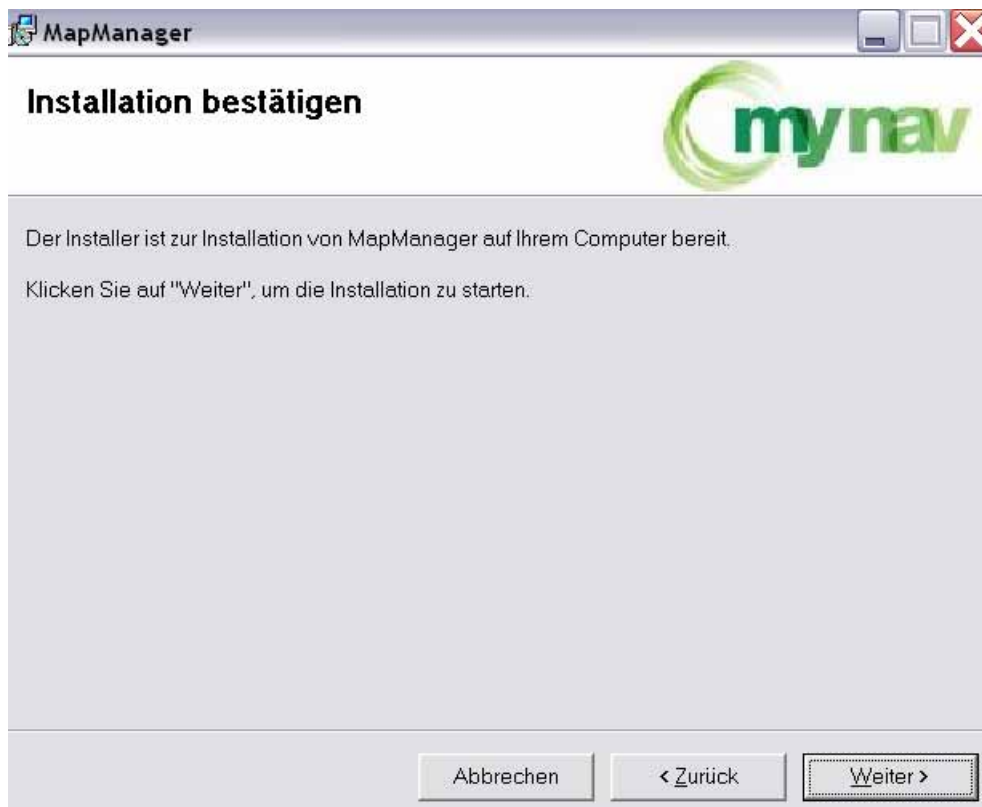 MapManager
Installation bestätigen
mynav
Der Installer ist zur Installation von MapManager auf Ihrem Computer bereit.
Klicken Sie auf "Weiter", um die Installation zu starten.
Abbrechen
< Zurück
Weiter >